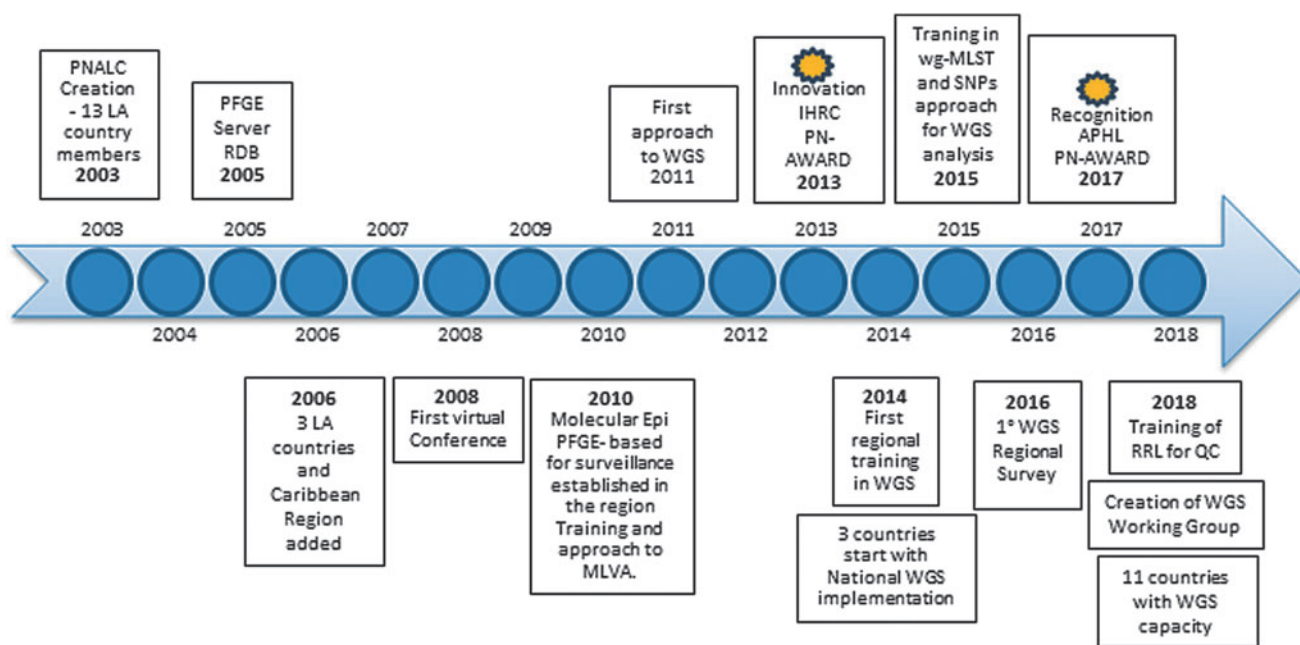 PNALC
Creation
- 13 LA
country
members
2003
PFGE
Server
RDB
2005
First
approach
to WGS
2011
Innovation
IHRC
PN-
AWARD
2013
Traning in
wg-MLST
and SNPs
approach
for WGS
analysis
2015
Recognition
APHL
PN-AWARD
2017
2003
2005
2007
2009
2011
2013
2015
2017
2004
2006
2008
2010
2012
2014
2016
2018
2006
3 LA
countries
and
Caribbean
Region
added
2008
First virtual
Conference
2010
Molecular Epi
PFGE- based
for surveillance
established in
the region
Training and
approach to
MLVA.
2014
First
regional
training
in WGS
3 countries
start with
National WGS
implementation
2016
1° WGS
Regional
Survey
2018
Training of
RRL for QC
Creation of WGS
Working Group
11 countries
with WGS
capacity